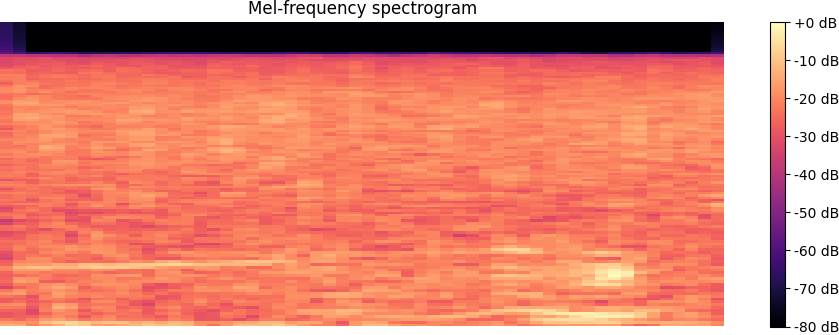 Mel-frequency spectrogram
+0 dB
-10 dB
-20 dB
-30 dB
-40 dB
-50 dB
-60 dB
-70 dB
-80 dB